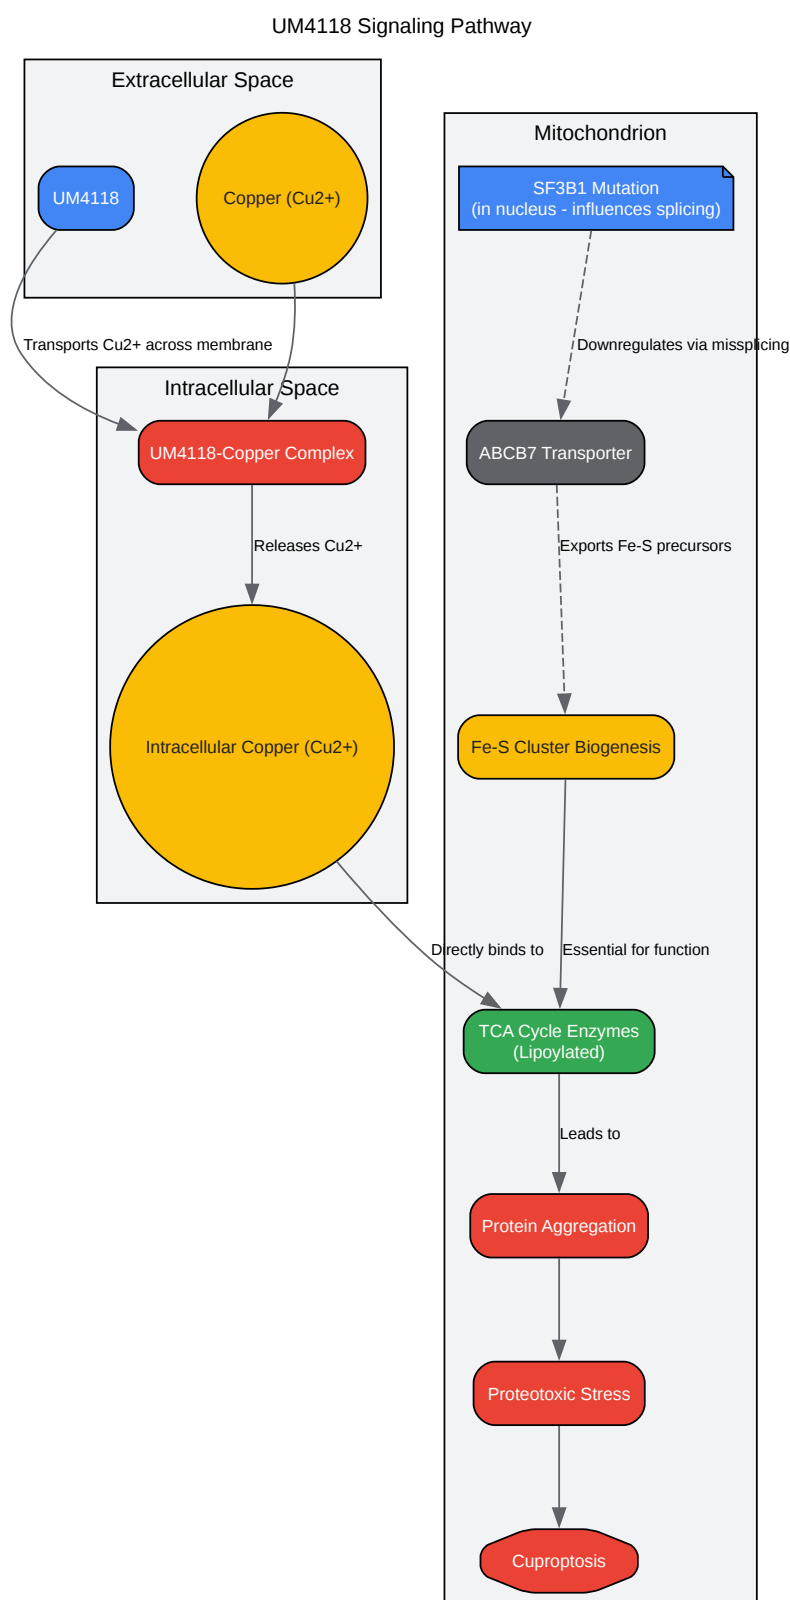 UM4118 Signaling Pathway
Extracellular Space
UM4118
Copper (Cu2+)
Transports Cu2+ across membrane
Intracellular Space
UM4118-Copper Complex
Releases Cu2+
Intracellular Copper (Cu2+)
Directly binds to
Mitochondrion
SF3B1 Mutation
(in nucleus - influences splicing)
Downregulates via missplicing
ABCB7 Transporter
Exports Fe-S precursors
Fe-S Cluster Biogenesis
Essential for function
TCA Cycle Enzymes
(Lipoylated)
Leads to
Protein Aggregation
Proteotoxic Stress
Cuproptosis